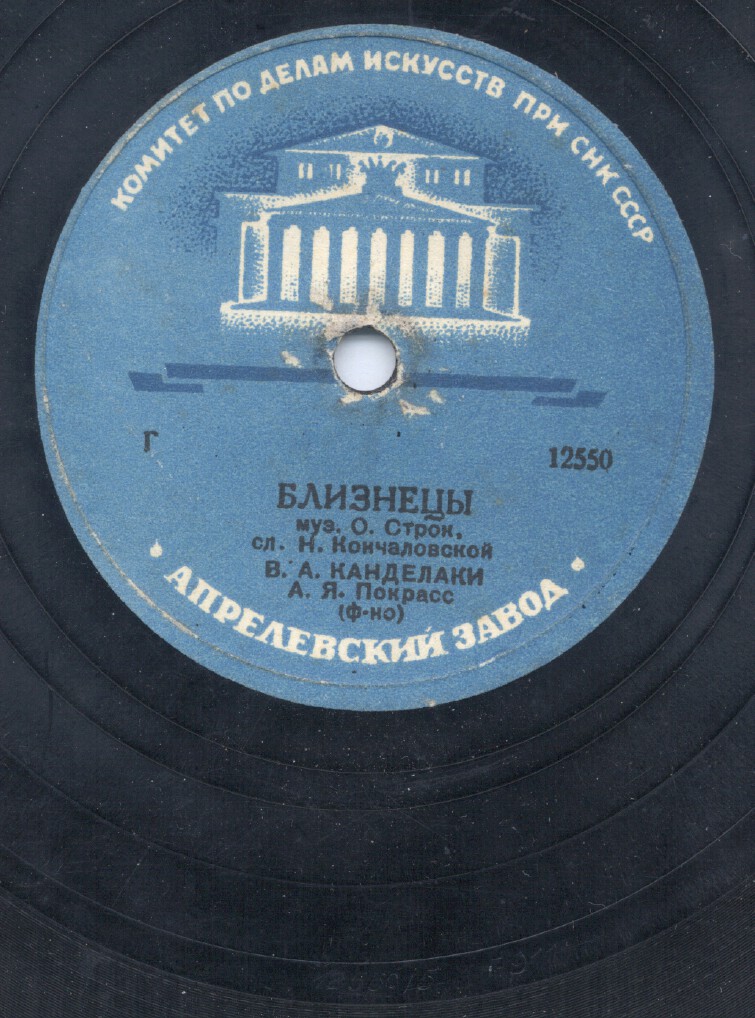 КОМИТЕТ ПО ДЕЛАМ ИСКУССТВ ПРИ СНК СССР
Г 12550
БЛИЗНЕЦЫ
муз. О. Строк,
сл. Н. Кончаловской
В. А. КАНДЕЛАКИ
А. Я. Покрасс
(ф-но)
• АПРЕЛЕВСКИЙ ЗАВОД •